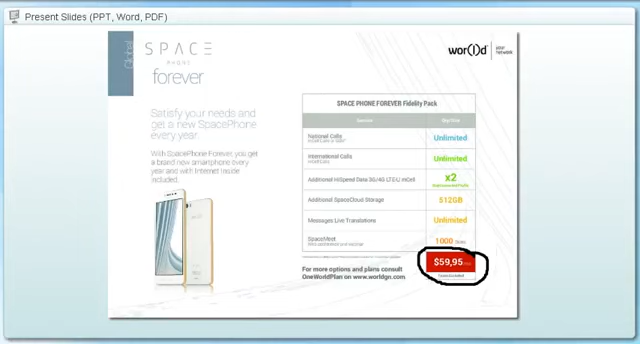 Present Slides (PPT, Word, PDF)
Global
SPACE
PHONE
forever
wor(l)d
Satisfy your needs and
get a new SpacePhone
every year
With SpacePhone Forever, you get
a brand new smartphone every
year and with Internet Inside
included.
SPACE PHONE FOREVER Fidelity Pack
Service
National Calls
Unlimited
International Calls
Unlimited
Additional HiSpeed Data 3G/4G LTE-U mCell
x2
Additional SpaceCloud Storage
512GB
Messages Live Translations
Unlimited
SpaceMeet
1000
$59,95
For more options and plans consult
OneWorldPlan on www.worldgn.com